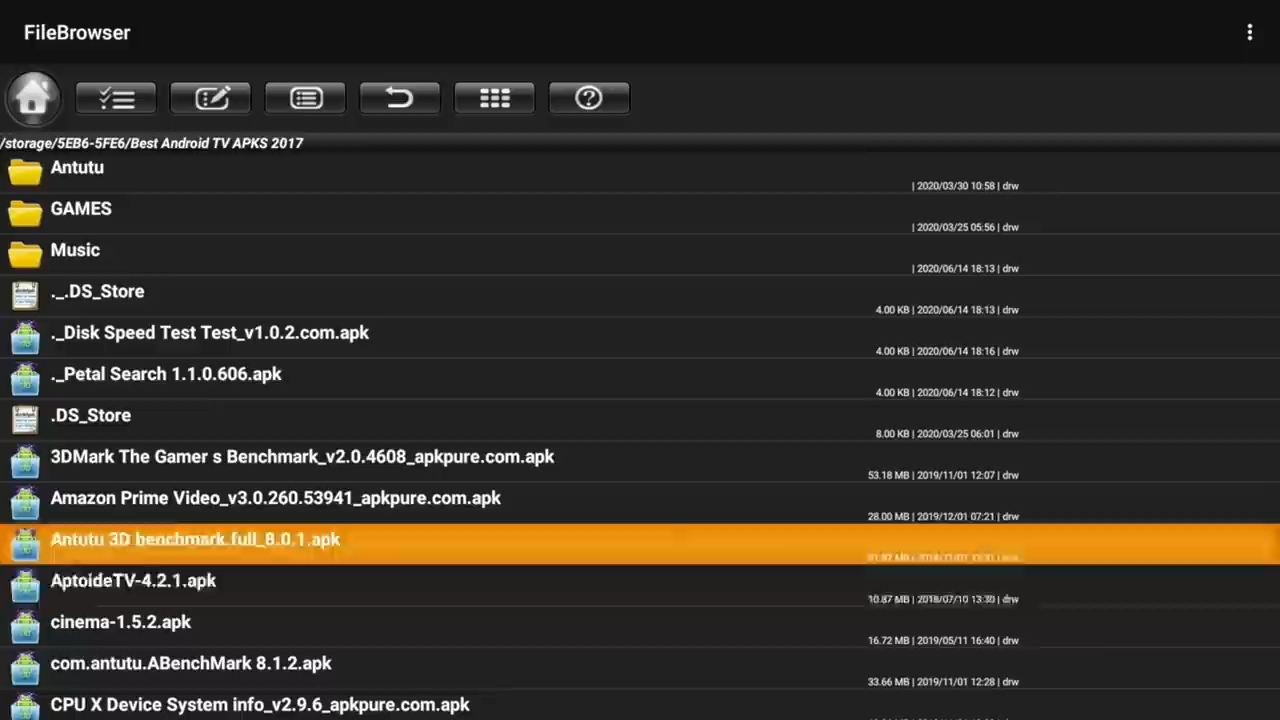 FileBrowser
/storage/5EB6-5FE6/Best Android TV APKS 2017
Antutu
| 2020/03/30 10:58 | drw
GAMES
| 2020/03/25 05:56 | drw
Music
| 2020/06/14 18:13 | drw
._.DS_Store
4.00 KB | 2020/06/14 18:13 | drw
._Disk Speed Test Test_v1.0.2.com.apk
4.00 KB | 2020/06/14 18:16 | drw
._Petal Search 1.1.0.606.apk
4.00 KB | 2020/06/14 18:12 | drw
.DS_Store
8.00 KB | 2020/03/25 06:01 | drw
3DMark The Gamer s Benchmark_v2.0.4608_apkpure.com.apk
53.18 MB | 2019/11/01 12:07 | drw
Amazon Prime Video_v3.0.260.53941_apkpure.com.apk
28.00 MB | 2019/12/01 07:21 | drw
Antutu 3D benchmark.full_8.0.1.apk
AptoideTV-4.2.1.apk
10.87 MB | 2018/07/10 13:30 | drw
cinema-1.5.2.apk
16.72 MB | 2019/05/11 16:40 | drw
com.antutu.ABenchMark 8.1.2.apk
33.66 MB | 2019/11/01 12:28 | drw
CPU X Device System info_v2.9.6_apkpure.com.apk